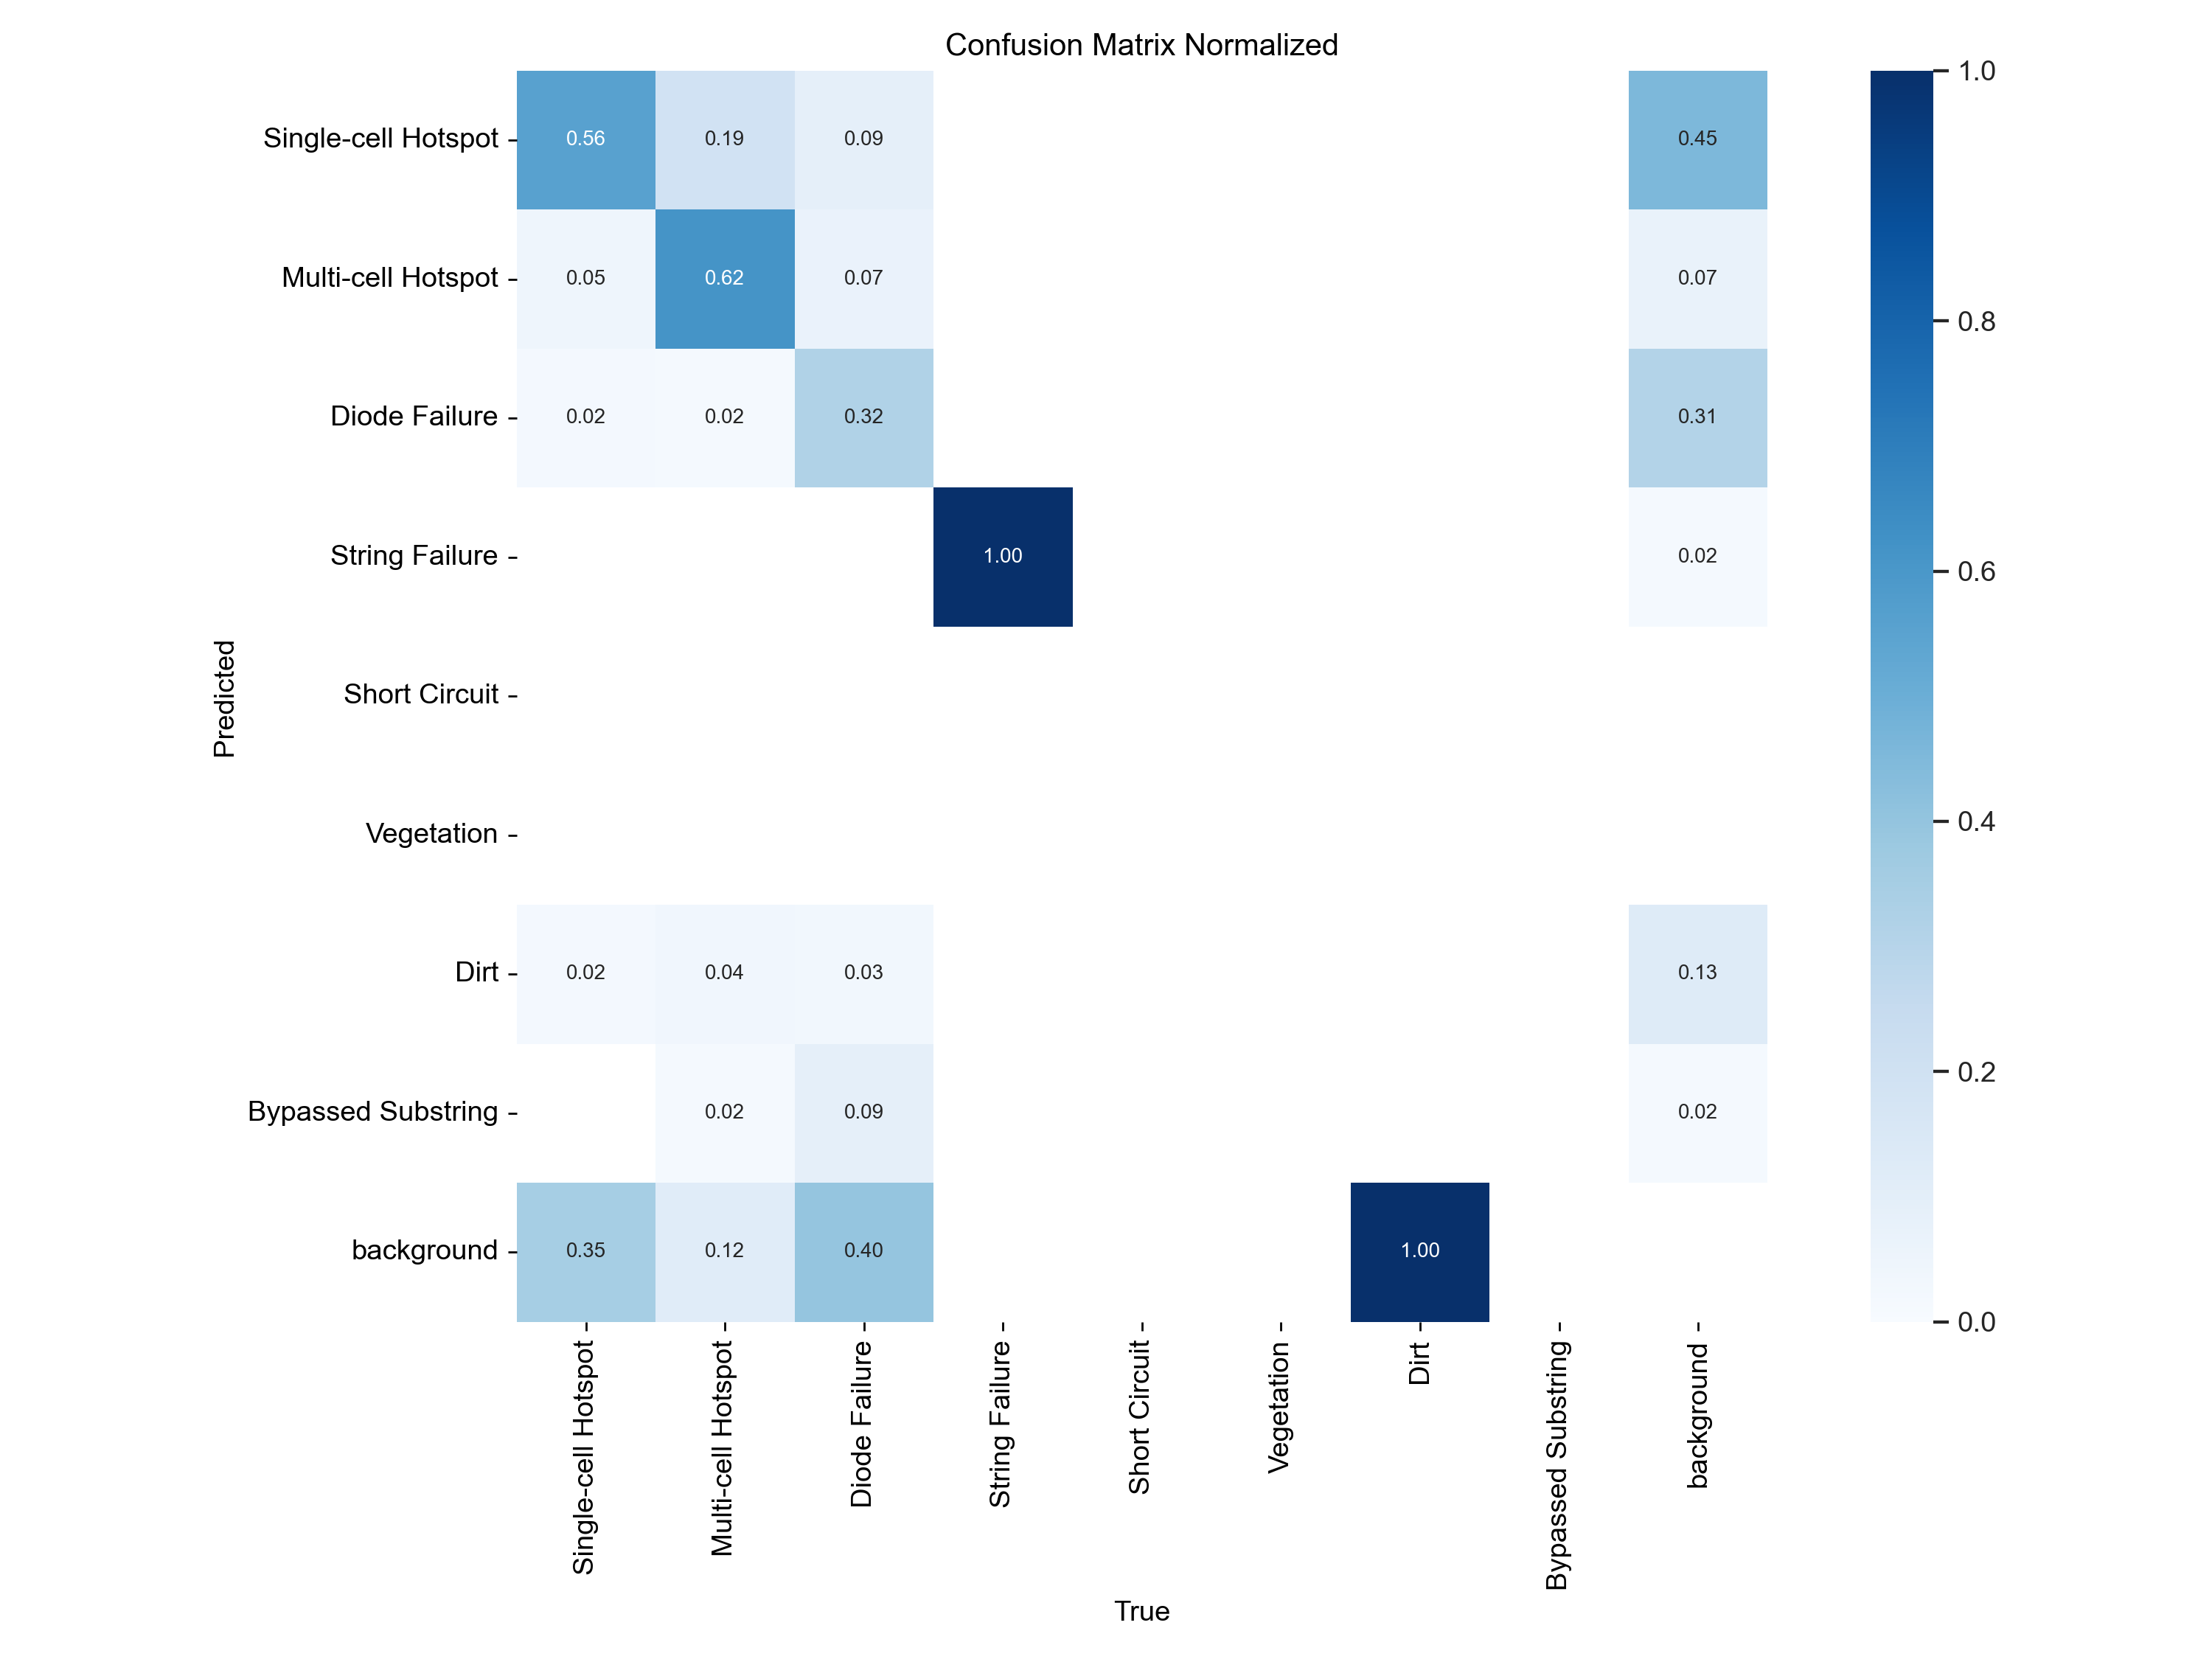 Confusion Matrix Normalized
Single-cell Hotspot 0.56 0.19 0.09 0.45
Multi-cell Hotspot 0.05 0.62 0.07 0.07
Diode Failure 0.02 0.02 0.32 0.31
String Failure 1.00 0.02
Short Circuit
Vegetation
Dirt 0.02 0.04 0.03 0.13
Bypassed Substring 0.02 0.09 0.02
background 0.35 0.12 0.40 1.00
Predicted
Single-cell Hotspot
Multi-cell Hotspot
Diode Failure
String Failure
Short Circuit
Vegetation
Dirt
Bypassed Substring
background
True
1.0
0.8
0.6
0.4
0.2
0.0